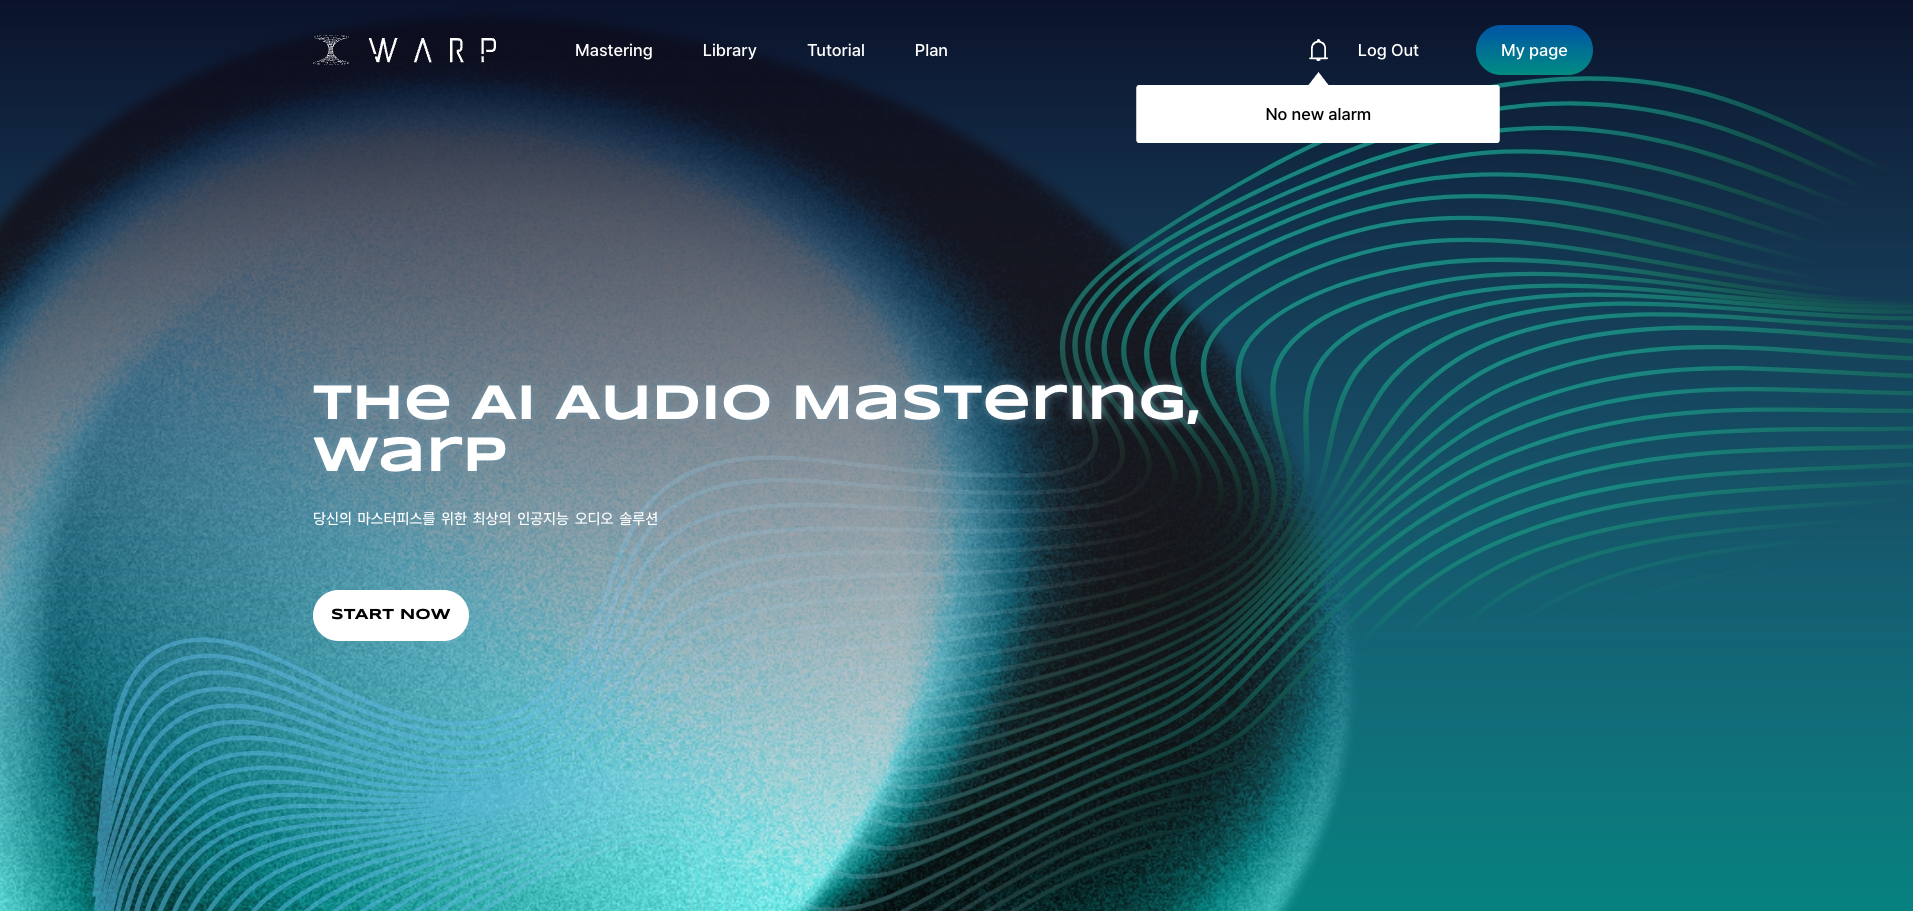 WARP
Mastering
Library
Tutorial
Plan
Log Out
My page
No new alarm
THe AI AUDIO Mastering,
warp
당신의 마스터피스를 위한 최상의 인공지능 오디오 솔루션
START NOW